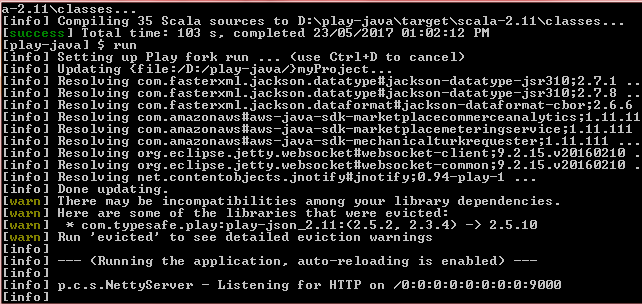 a-2.11\classes...
[info] Compiling 35 Scala sources to D:\play-java\target\scala-2.11\classes...
[success] Total time: 103 s, completed 23/05/2017 01:02:12 PM
[play-java] $ run
[info] Setting up Play fork run ... (use Ctrl+D to cancel)
[info] Updating {file:/D:/play-java/}myProject...
[info] Resolving com.fasterxml.jackson.datatype#jackson-datatype-jsr310;2.7.1 ..
[info] Resolving com.fasterxml.jackson.datatype#jackson-datatype-jsr310;2.7.8 ..
[info] Resolving com.fasterxml.jackson.dataformat#jackson-dataformat-cbor;2.6.6
[info] Resolving com.amazonaws#aws-java-sdk-marketplacecommerceanalytics;1.11.11
[info] Resolving com.amazonaws#aws-java-sdk-marketplacemeteringservice;1.11.111
[info] Resolving com.amazonaws#aws-java-sdk-mechanicalturkrequester;1.11.111 ...
[info] Resolving org.eclipse.jetty.websocket#websocket-client;9.2.15.v20160210 .
[info] Resolving org.eclipse.jetty.websocket#websocket-common;9.2.15.v20160210 .
[info] Resolving net.contentobjects.jnotify#jnotify;0.94-play-1 ...
[info] Done updating.
[warn] There may be incompatibilities among your library dependencies.
[warn] Here are some of the libraries that were evicted:
[warn]  * com.typesafe.play:play-json_2.11:(2.5.2, 2.3.4) -> 2.5.10
[warn] Run 'evicted' to see detailed eviction warnings
[info]
[info] --- (Running the application, auto-reloading is enabled) ---
[info]
[info] p.c.s.NettyServer - Listening for HTTP on /0:0:0:0:0:0:0:0:9000